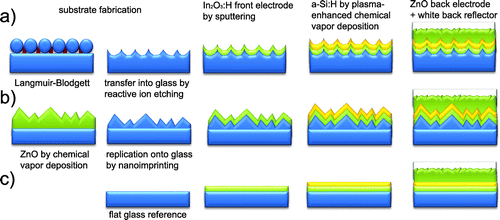 a)
substrate fabrication
In₂O₃:H front electrode
by sputtering
a-Si:H by plasma-
enhanced chemical
vapor deposition
ZnO back electrode
+ white back reflector
Langmuir-Blodgett
transfer into glass by
reactive ion etching
b)
ZnO by chemical
vapor deposition
replication onto glass
by nanoimprinting
c)
flat glass reference